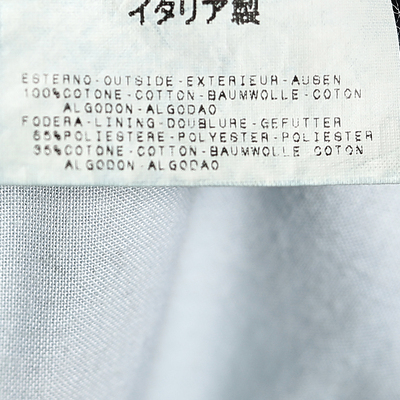 イタリア製
ESTERNO-OUTSIDE-EXTERIEUR-AUSEN
100%COTONE-COTTON-BAUMWOLLE-COTON
ALGODON-ALGODAO
FODERA-LINING-DOUBLURE-GEFUTTER
65%POLIESTERE-POLYESTER-POLIESTER
35%COTONE-COTTON-BAUMWOLLE COTON
ALGODON-ALGODAO